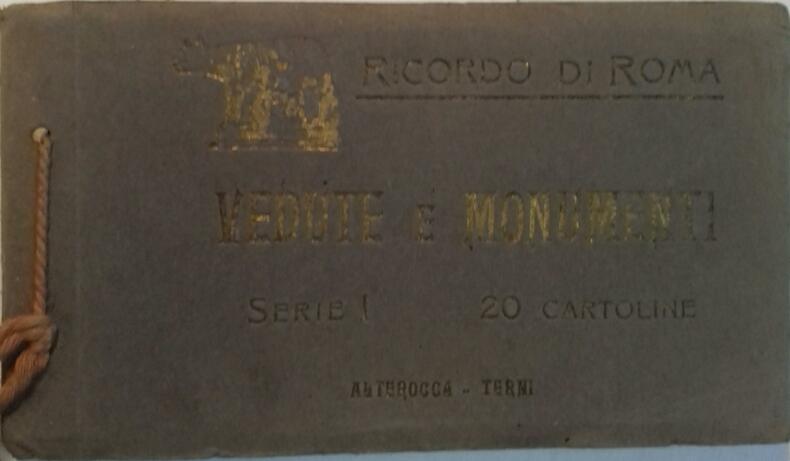 RICORDO DI ROMA
VEDUTE E MONUMENTI
SERIE I 20 CARTOLINE
ALTEROCCA - TERNI